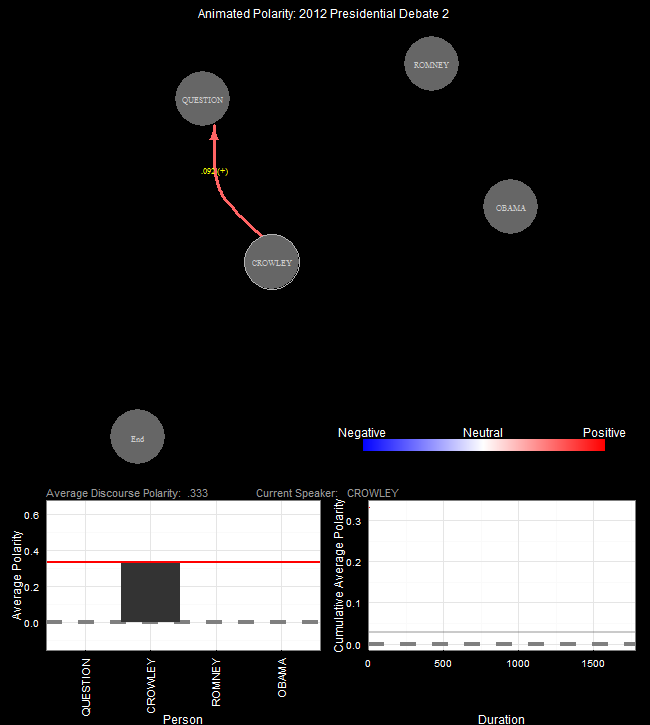 Animated Polarity: 2012 Presidential Debate 2
ROMNEY
QUESTION
OBAMA
CROWLEY
End
Negative Neutral Positive
Average Discourse Polarity: .333
Current Speaker: CROWLEY
Average Polarity
0.6
0.4
0.2
0.0
QUESTION
CROWLEY
ROMNEY
OBAMA
Person
Cumulative Average Polarity
0.3
0.2
0.1
0.0
0 500 1000 1500
Duration